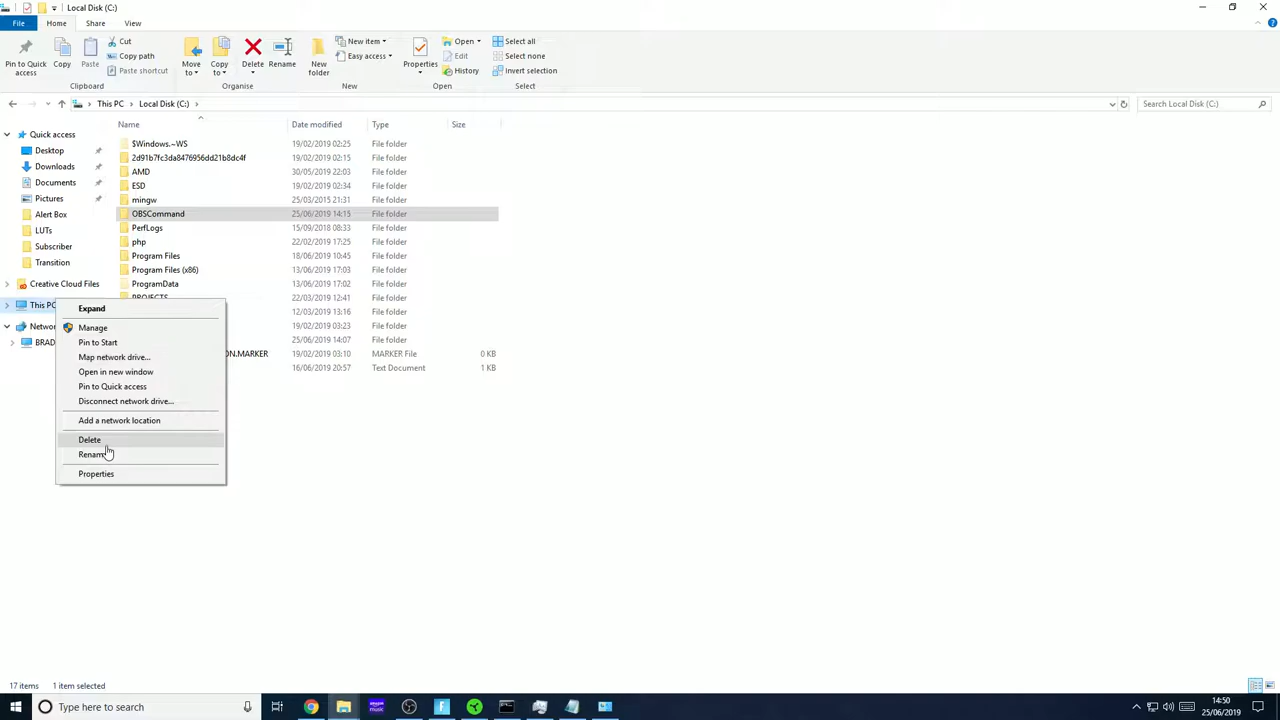 Local Disk (C:)
File Home Share View
Pin to Quick access
Copy
Paste
Cut
Copy path
Paste shortcut
Clipboard
Move to
Copy to
Delete
Rename
Organise
New folder
New item
Easy access
New
Properties
Open
Edit
History
Open
Select all
Select none
Invert selection
Select
This PC > Local Disk (C:) >
Search Local Disk (C:)
Name Date modified Type Size
Quick access
Desktop
Downloads
Documents
Pictures
Alert Box
LUTs
Subscriber
Transition
Creative Cloud Files
This PC
Netwo
BRAD
$Windows.~WS 19/02/2019 02:25 File folder
2d91b7fc3da8476956dd21b8dc4f 19/02/2019 02:15 File folder
AMD 30/05/2019 22:03 File folder
ESD 19/02/2019 02:34 File folder
mingw 25/03/2015 21:31 File folder
OBSCommand 25/06/2019 14:15 File folder
PerfLogs 15/09/2018 08:33 File folder
php 22/02/2019 17:25 File folder
Program Files 18/06/2019 10:45 File folder
Program Files (x86) 13/06/2019 17:03 File folder
ProgramData 13/06/2019 17:02 File folder
PROJECTS 22/03/2019 12:41 File folder
12/03/2019 13:16 File folder
19/02/2019 03:23 File folder
25/06/2019 14:07 File folder
ON.MARKER 19/02/2019 03:10 MARKER File 0 KB
16/06/2019 20:57 Text Document 1 KB
Expand
Manage
Pin to Start
Map network drive...
Open in new window
Pin to Quick access
Disconnect network drive...
Add a network location
Delete
Renam
Properties
17 items 1 item selected
Type here to search
14:50
25/06/2019